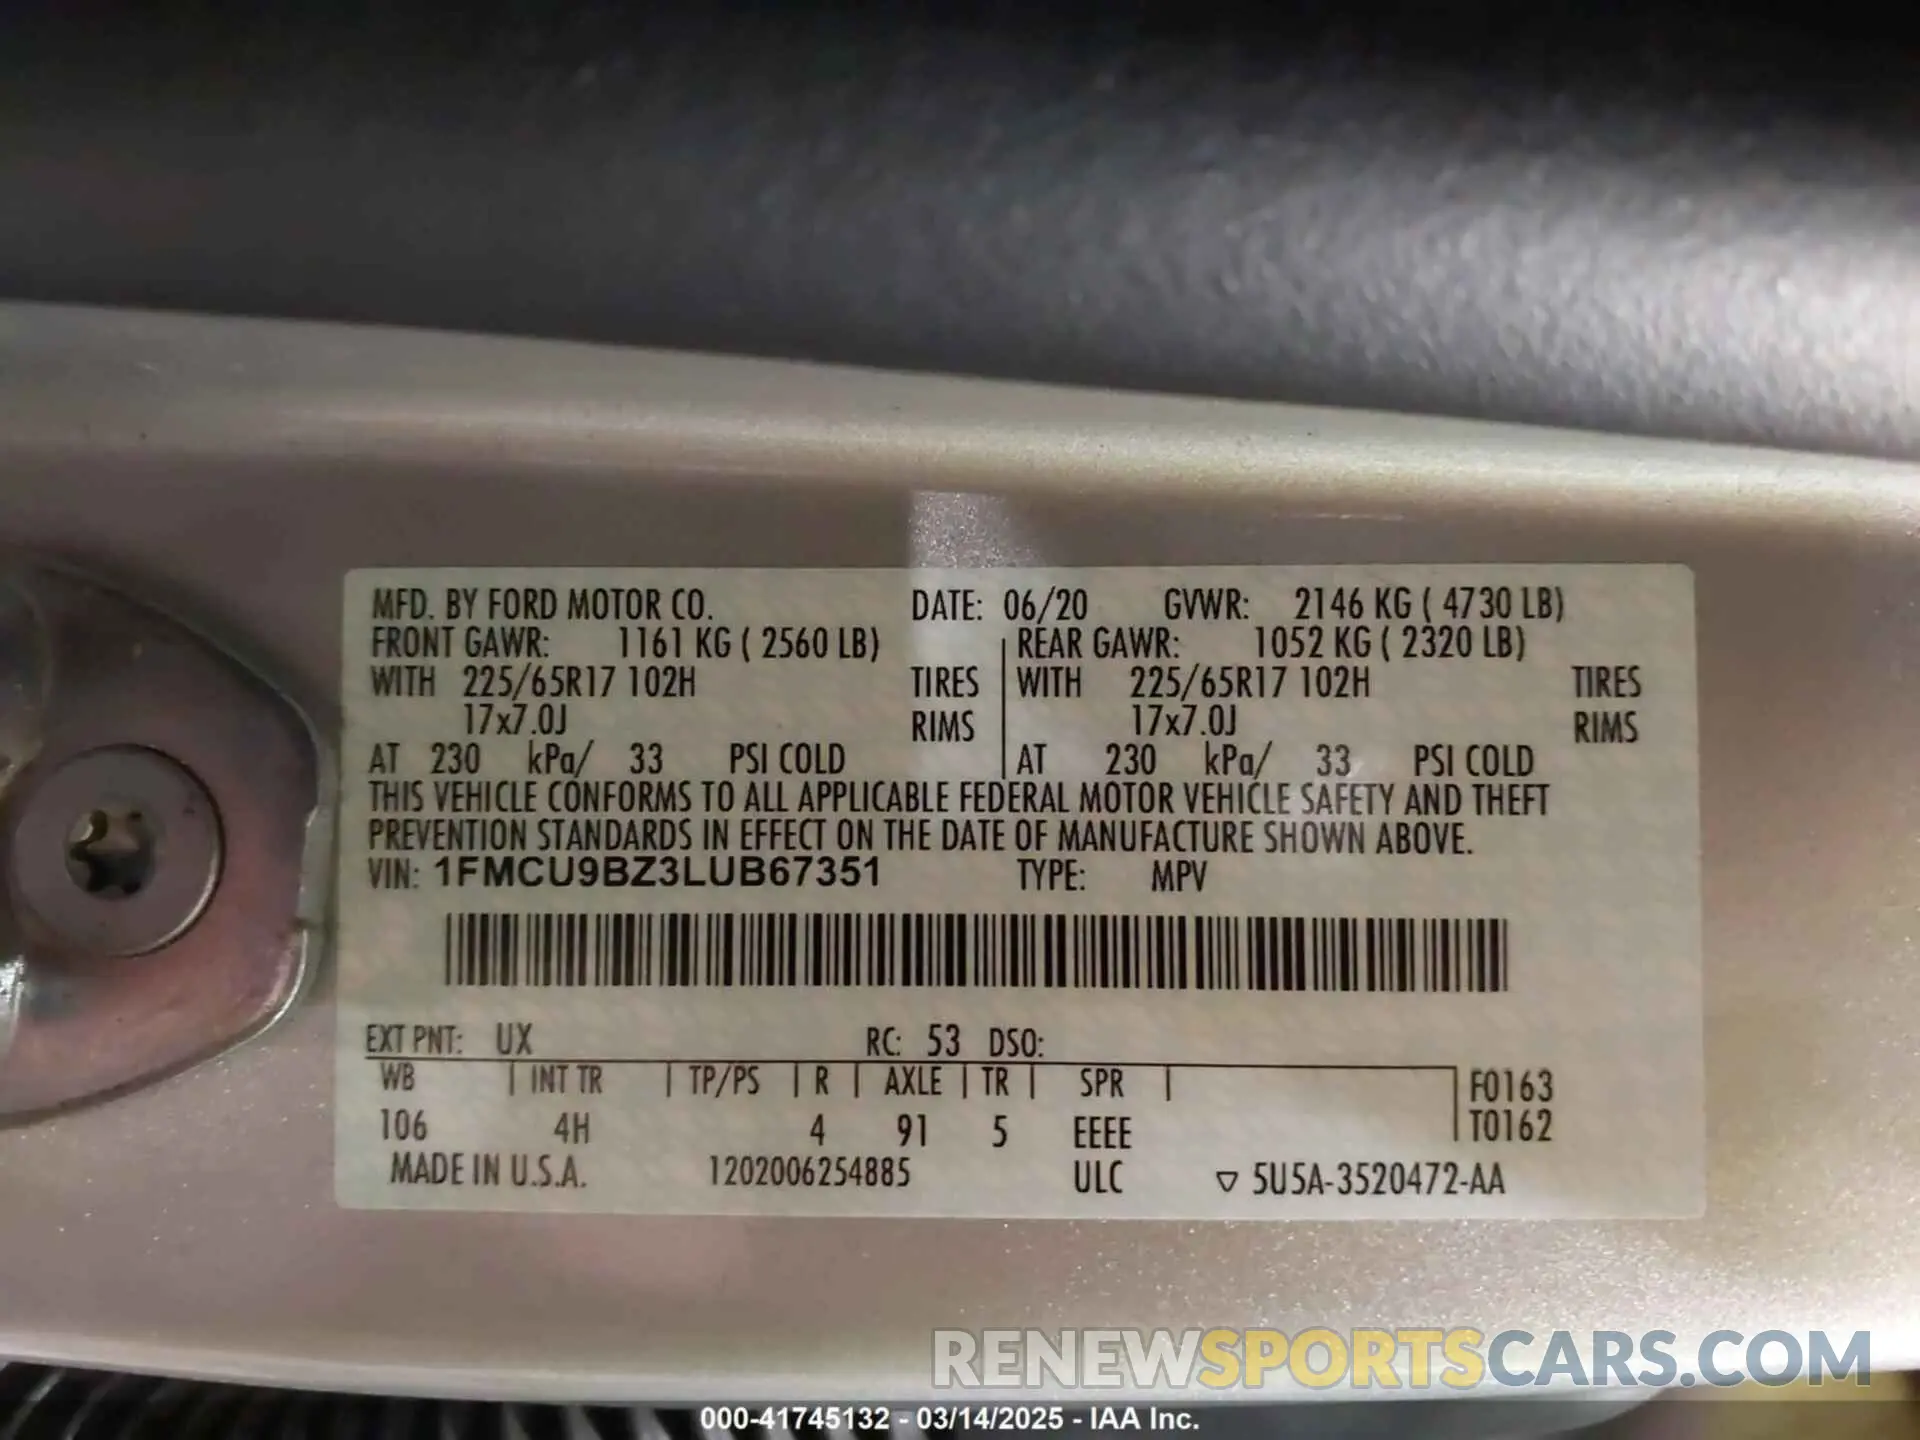 MFD. BY FORD MOTOR CO. DATE: 06/20 GVWR: 2146 KG ( 4730 LB)
FRONT GAWR: 1161 KG ( 2560 LB) REAR GAWR: 1052 KG ( 2320 LB)
WITH 225/65R17 102H TIRES WITH 225/65R17 102H TIRES
17x7.0J RIMS 17x7.0J RIMS
AT 230 kPa/ 33 PSI COLD AT 230 kPa/ 33 PSI COLD
THIS VEHICLE CONFORMS TO ALL APPLICABLE FEDERAL MOTOR VEHICLE SAFETY AND THEFT
PREVENTION STANDARDS IN EFFECT ON THE DATE OF MANUFACTURE SHOWN ABOVE.
VIN: 1FMCU9BZ3LUB67351 TYPE: MPV
EXT PNT: UX RC: 53 DSO:
WB INT TR TP/PS R AXLE TR SPR F0163
106 4H 4 91 5 EEEE T0162
MADE IN U.S.A. 1202006254885 ULC ▽ 5U5A-3520472-AA
RENEWSPORTSCARS.COM
000-41745132 - 03/14/2025 - IAA Inc.